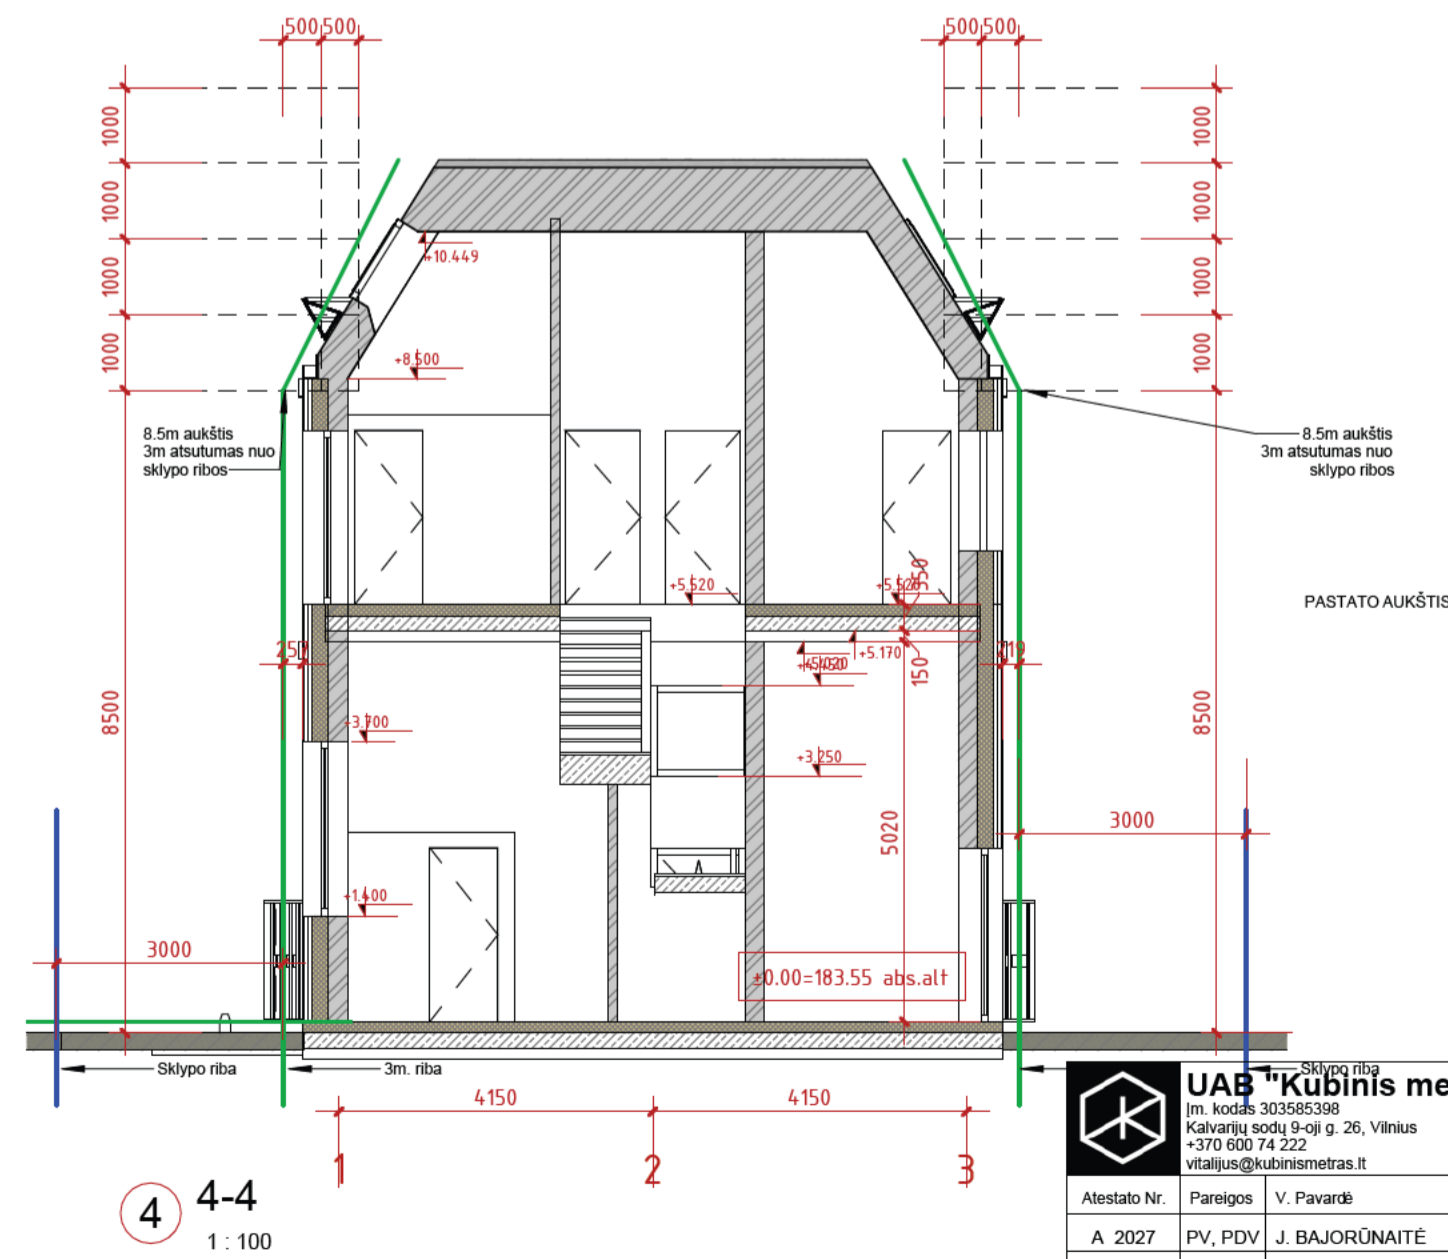 500 500
500 500
1000
1000
1000
1000
1000
1000
1000
1000
+10.449
+8.500
8.5m aukštis
3m atsutumas nuo
sklypo ribos
8.5m aukštis
3m atsutumas nuo
sklypo ribos
+5.520
+5.520
350
PASTATO AUKŠTIS
257
+5.170
150
219
8500
8500
+3.700
+3.250
3000
5020
+1.400
3000
±0.00=183.55 abs.alt
Sklypo riba
3m. riba
Sklypo riba
4150
4150
1
2
3
UAB "Kubinis me
Įm. kodas 303585398
Kalvarijų sodų 9-oji g. 26, Vilnius
+370 600 74 222
vitalijus@kubinismetras.lt
Atestato Nr. Pareigos V. Pavardė
A 2027 PV, PDV J. BAJORŪNAITĖ
4 4-4
1 : 100